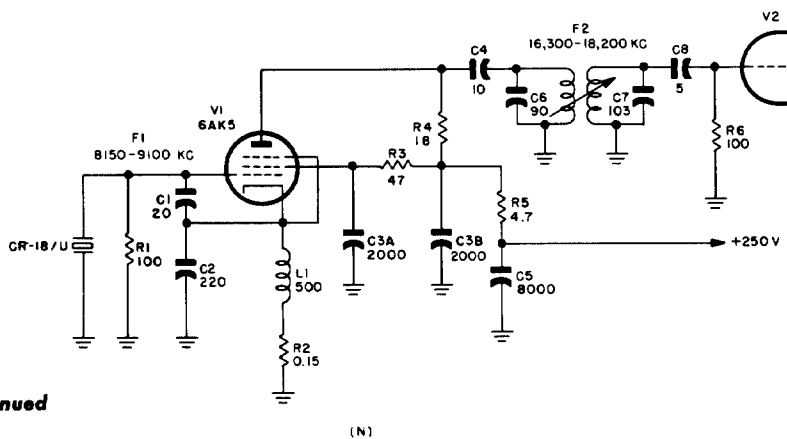 V1
6AK5
F1
8150-9100 KC
CR-18/U
R1
100
C1
20
C2
220
L1
500
R2
0.15
C3A
2000
R3
47
R4
18
C3B
2000
R5
4.7
C5
8000
+250 V
C4
10
C6
90
F2
16,300-18,200 KC
C7
103
C8
5
R6
100
V2
nued
(N)